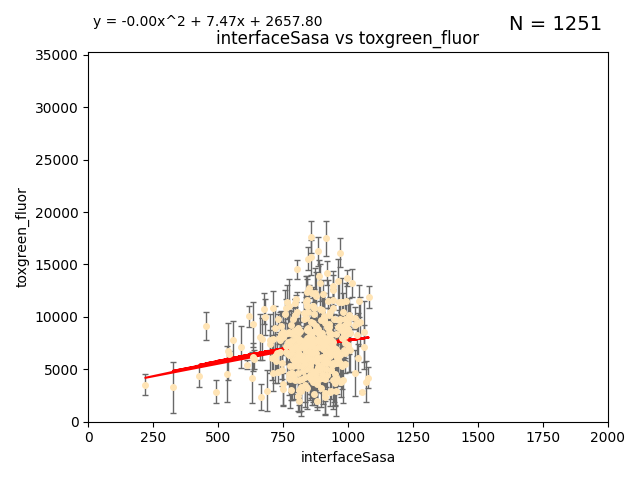 y = -0.00x^2 + 7.47x + 2657.80
N = 1251
interfaceSasa vs toxgreen_fluor
35000
30000
25000
20000
15000
10000
5000
0
toxgreen_fluor
0 250 500 750 1000 1250 1500 1750 2000
interfaceSasa